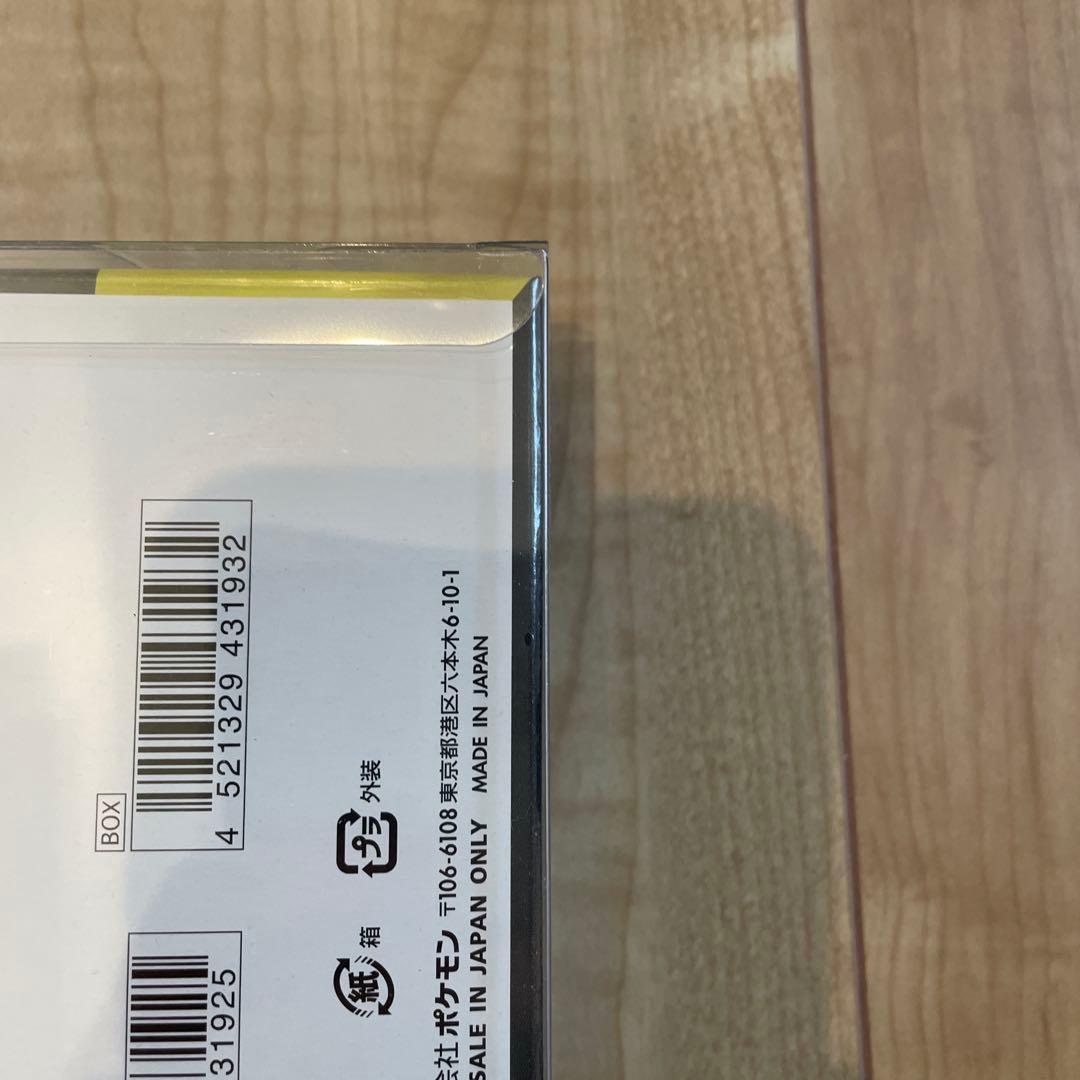 BOX
4 521329 431932
31925
プラ 外装
紙 箱
会社 ポケモン 〒106-6108 東京都港区六本木6-10-1
SALE IN JAPAN ONLY MADE IN JAPAN